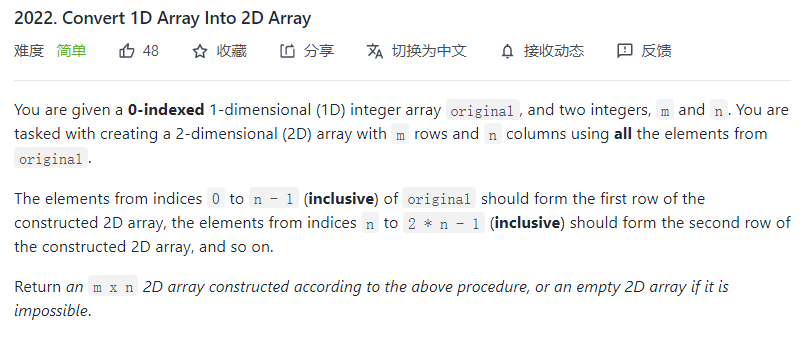 2022. Convert 1D Array Into 2D Array
难度 简单 48 收藏 分享 切换为中文 接收动态 反馈
You are given a 0-indexed 1-dimensional (1D) integer array original, and two integers, m and n. You are
tasked with creating a 2-dimensional (2D) array with m rows and n columns using all the elements from
original.
The elements from indices 0 to n - 1 (inclusive) of original should form the first row of the
constructed 2D array, the elements from indices n to 2 * n - 1 (inclusive) should form the second row of
the constructed 2D array, and so on.
Return an m x n 2D array constructed according to the above procedure, or an empty 2D array if it is
impossible.